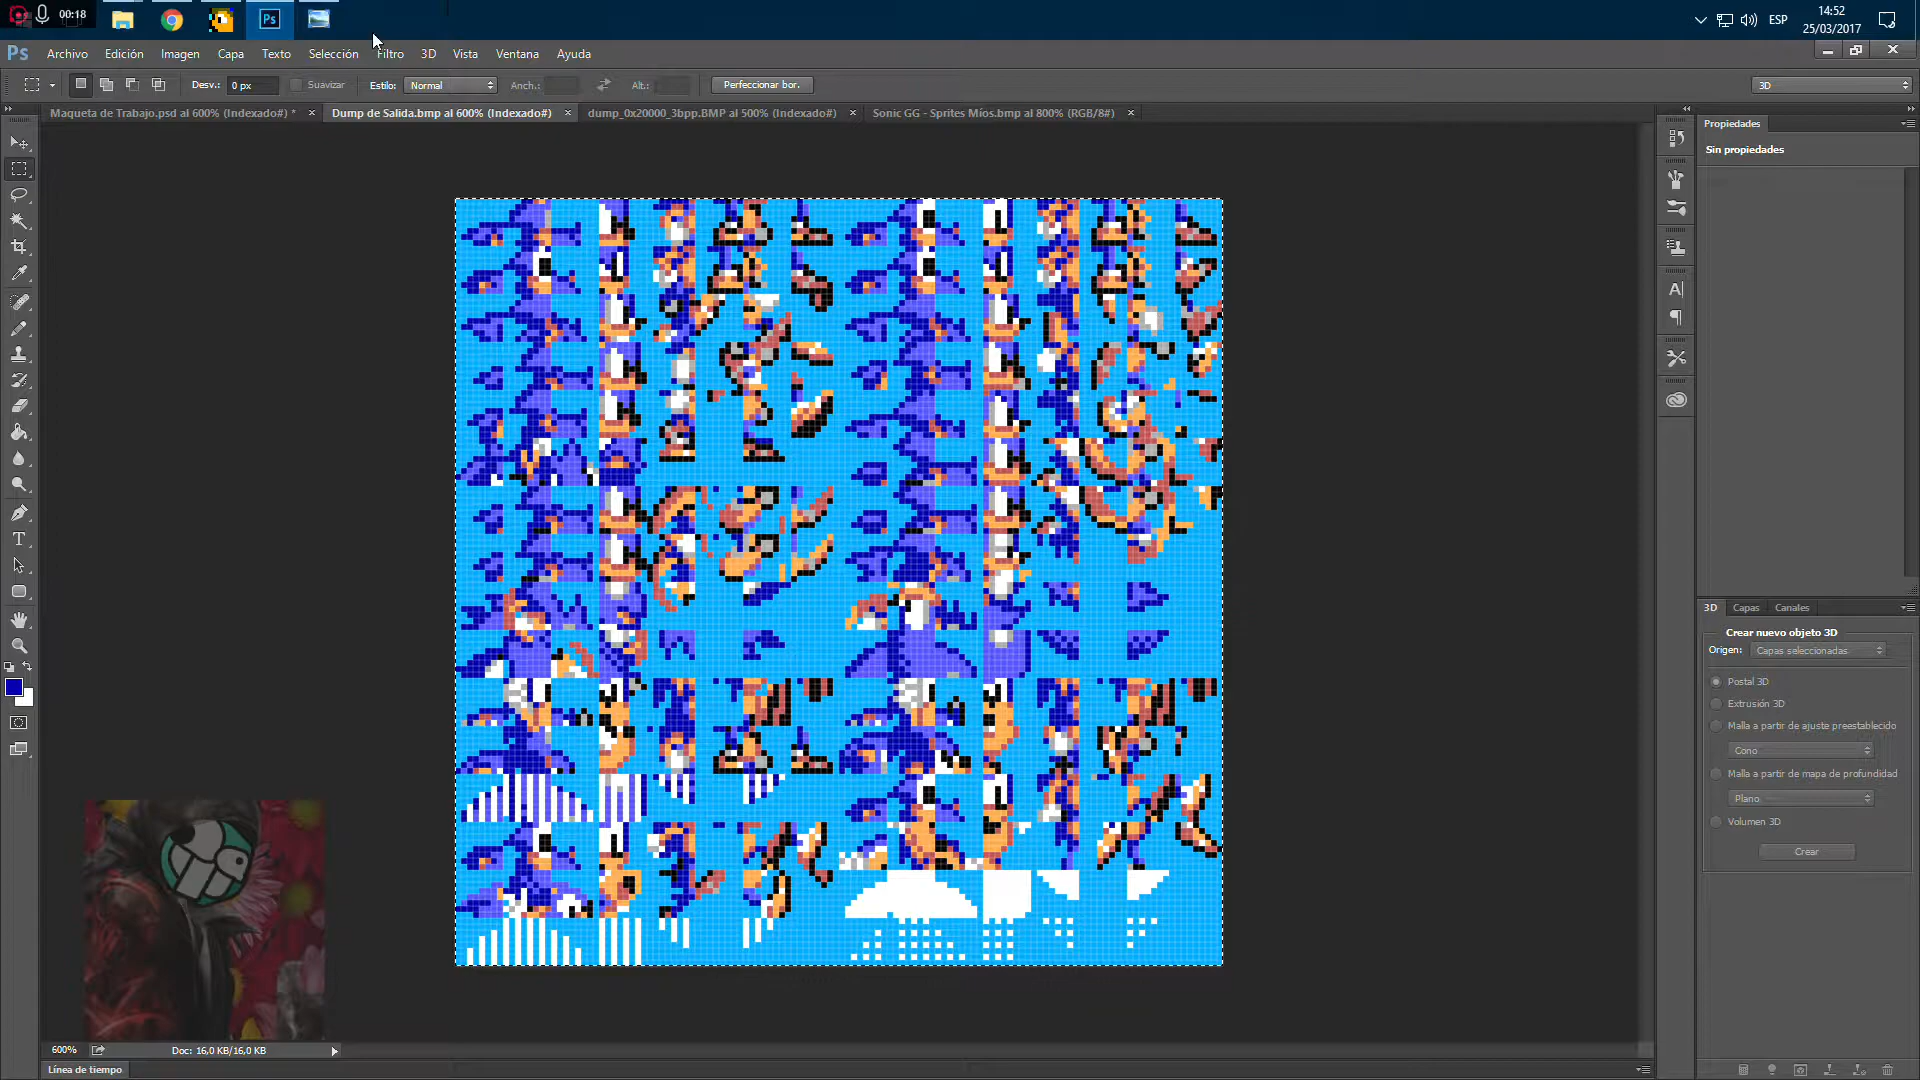 00:18
Ps
ESP
14:52
25/03/2017
Ps Archivo Edición Imagen Capa Texto Selección Filtro 3D Vista Ventana Ayuda
Desv.: 0 px Suavizar Estilo: Normal Anch.: Alt.: Perfeccionar bor. 3D
Maqueta de Trabajo.psd al 600% (Indexado#) * × Dump de Salida.bmp al 600% (Indexado#) × dump_0x20000_3bpp.BMP al 500% (Indexado#) × Sonic GG - Sprites Míos.bmp al 800% (RGB/8#) ×
Propiedades
Sin propiedades
3D Capas Canales
Crear nuevo objeto 3D
Origen: Capas seleccionadas
Postal 3D
Extrusión 3D
Malla a partir de ajuste preestablecido
Cono
Malla a partir de mapa de profundidad
Plano
Volumen 3D
Crear
600% Doc: 16,0 KB/16,0 KB
Línea de tiempo